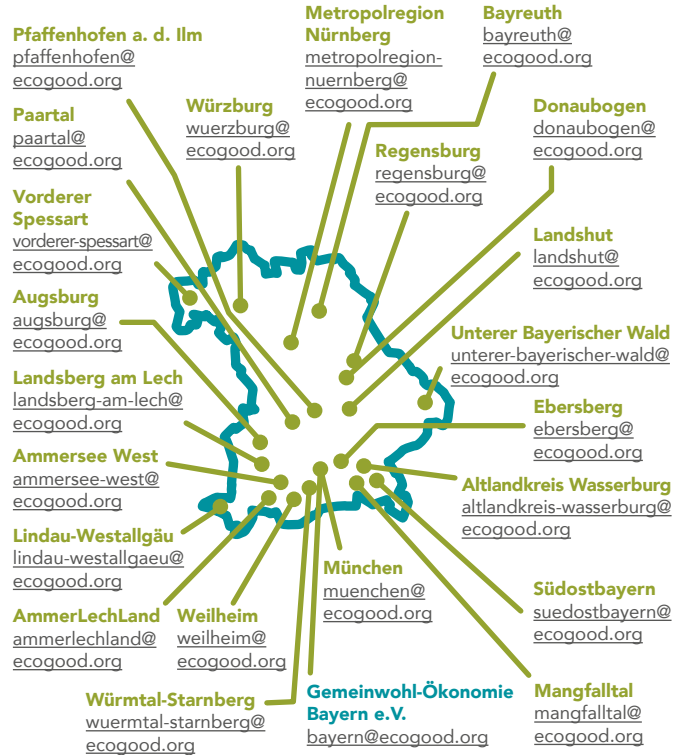 Pfaffenhofen a. d. Ilm
pfaffenhofen@
ecogood.org
Metropolregion
Nürnberg
metropolregion-
nuernberg@
ecogood.org
Bayreuth
bayreuth@
ecogood.org
Paartal
paartal@
ecogood.org
Würzburg
wuerzburg@
ecogood.org
Regensburg
regensburg@
ecogood.org
Donaubogen
donaubogen@
ecogood.org
Vorderer
Spessart
vorderer-spessart@
ecogood.org
Landshut
landshut@
ecogood.org
Augsburg
augsburg@
ecogood.org
Unterer Bayerischer Wald
unterer-bayerischer-wald@
ecogood.org
Landsberg am Lech
landsberg-am-lech@
ecogood.org
Ebersberg
ebersberg@
ecogood.org
Ammersee West
ammersee-west@
ecogood.org
Altlandkreis Wasserburg
altlandkreis-wasserburg@
ecogood.org
Lindau-Westallgäu
lindau-westallgaeu@
ecogood.org
München
muenchen@
ecogood.org
Südostbayern
suedostbayern@
ecogood.org
AmmerLechLand
ammerlechland@
ecogood.org
Weilheim
weilheim@
ecogood.org
Würmtal-Starnberg
wuermtal-starnberg@
ecogood.org
Gemeinwohl-Ökonomie
Bayern e.V.
bayern@ecogood.org
Mangfalltal
mangfalltal@
ecogood.org